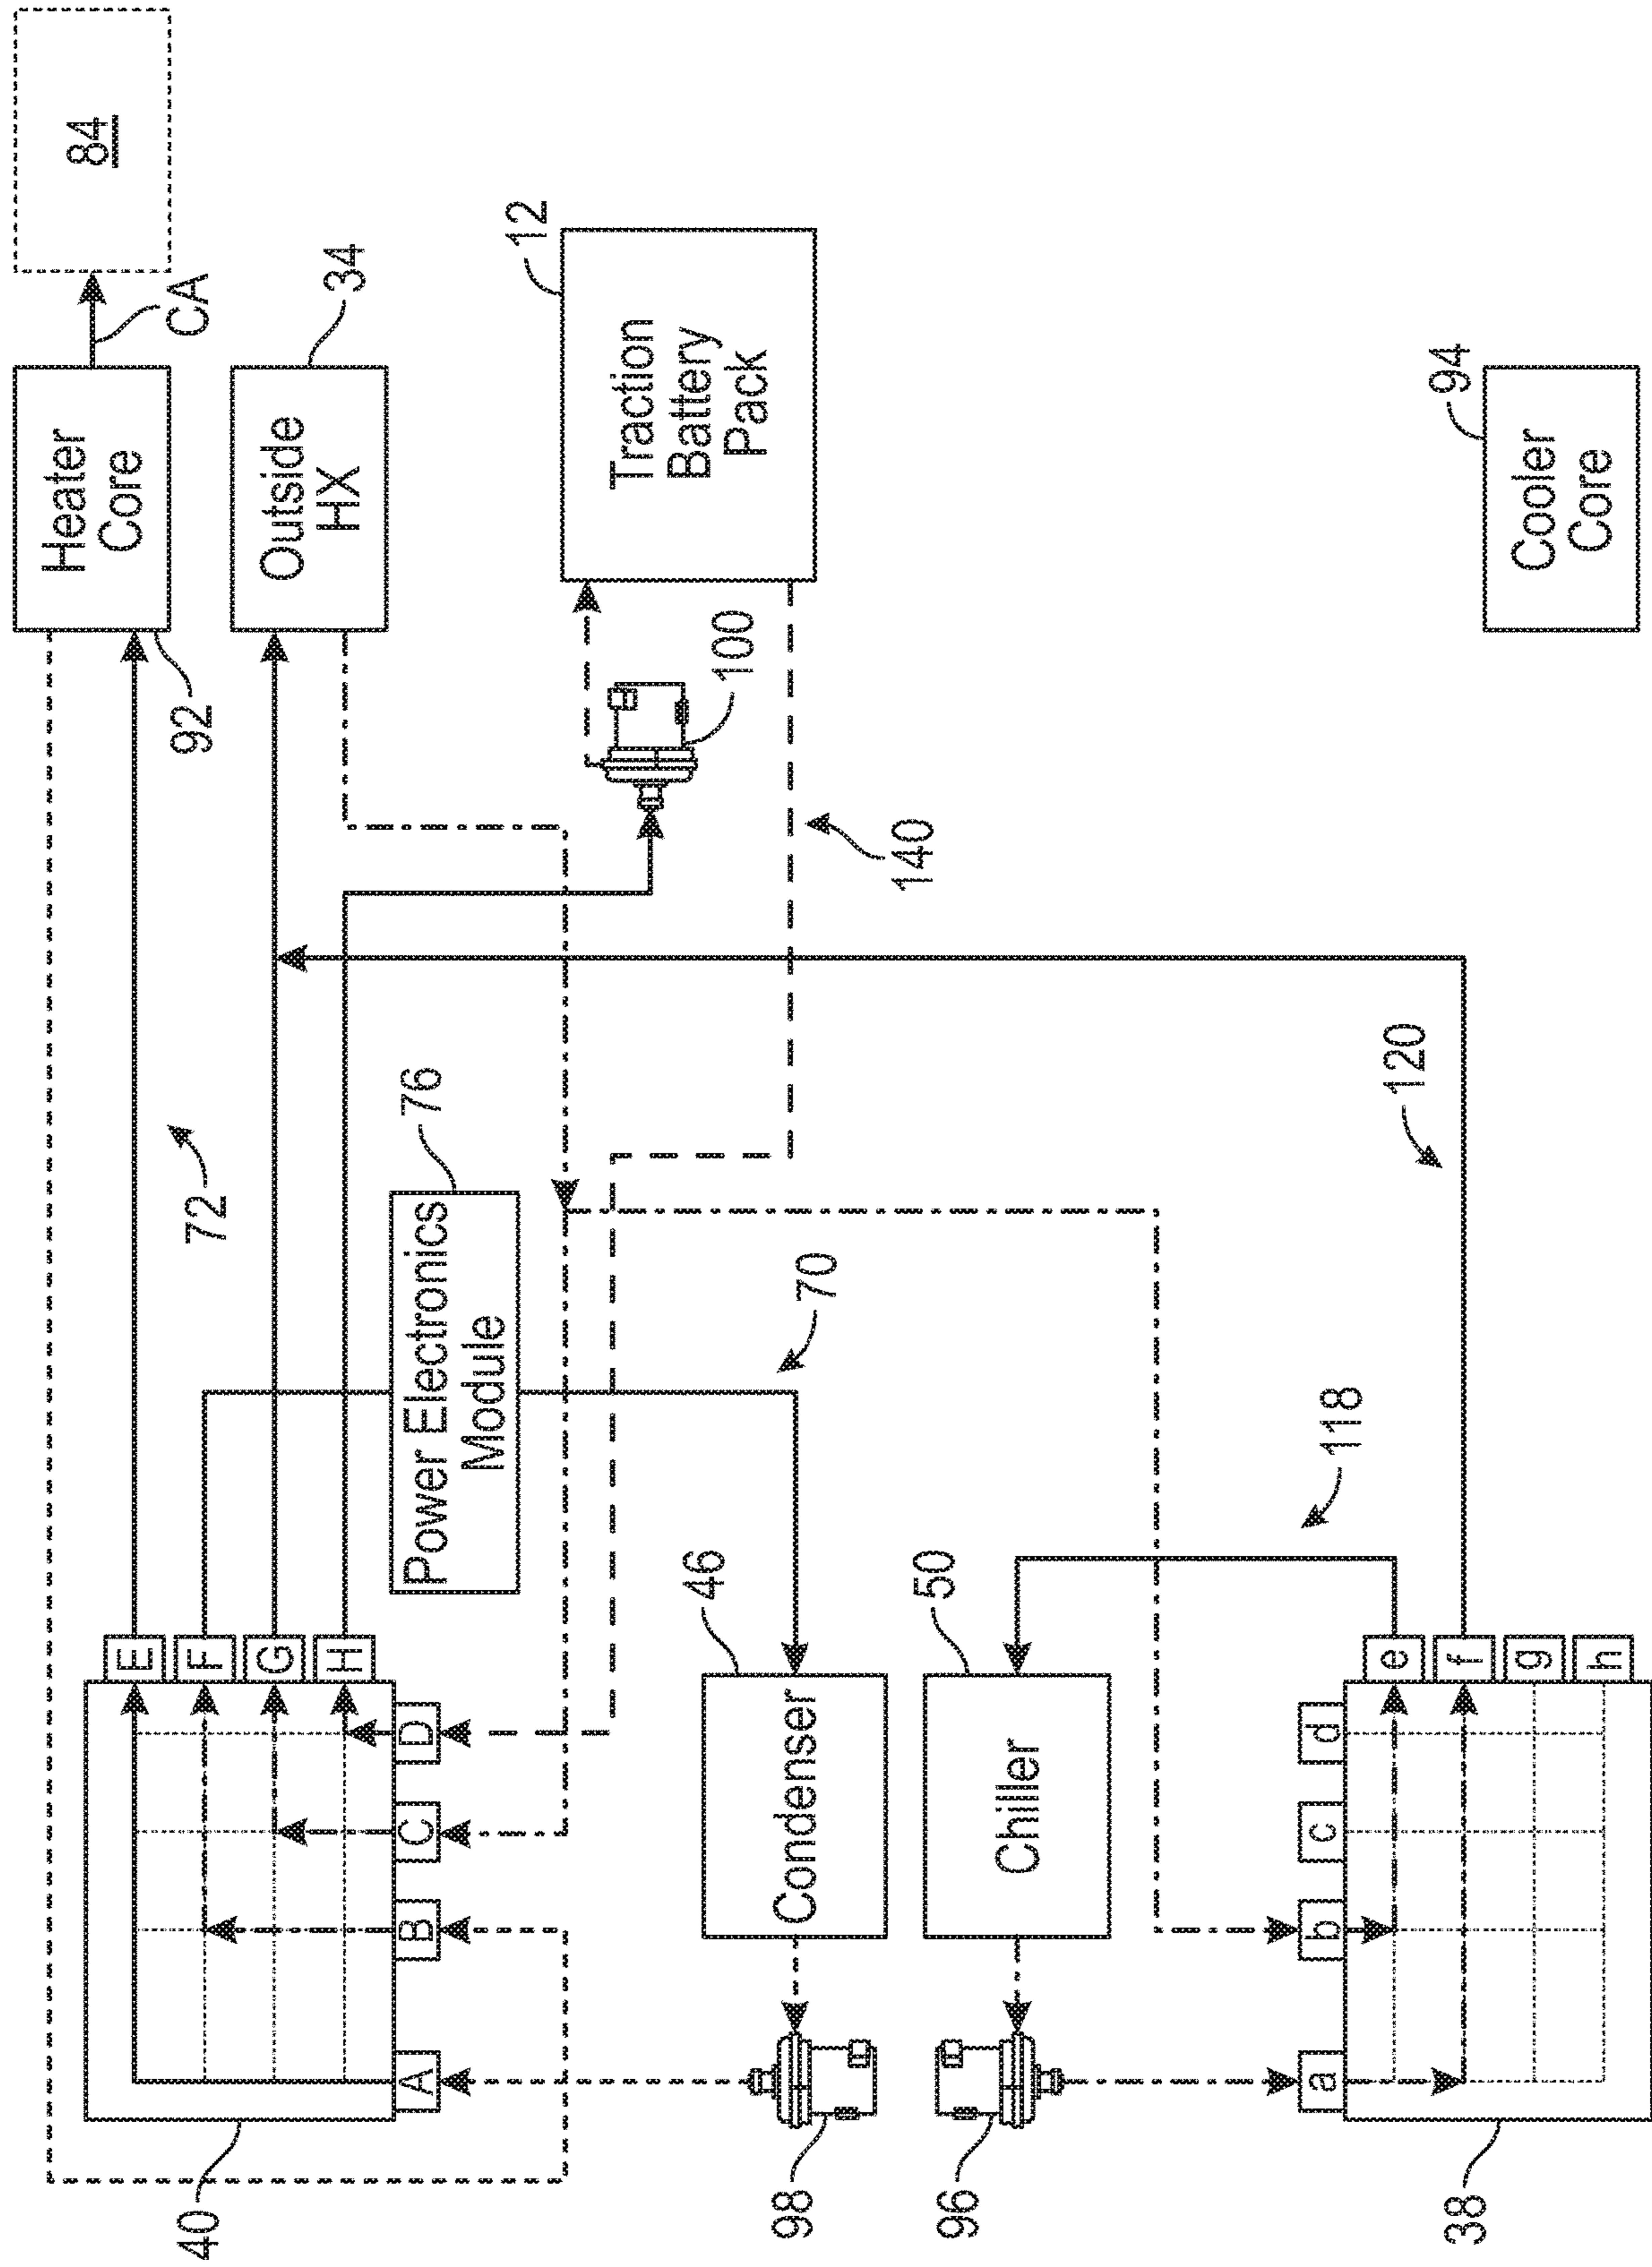 84
CA
Heater
Core
92
34
Outside
HX
12
Traction
Battery
Pack
100
140
94
Cooler
Core
72
76
Power Electronics
Module
70
120
118
E
F
G
H
A
B
C
D
40
46
Condenser
98
50
Chiller
96
a
b
c
d
e
f
g
h
38